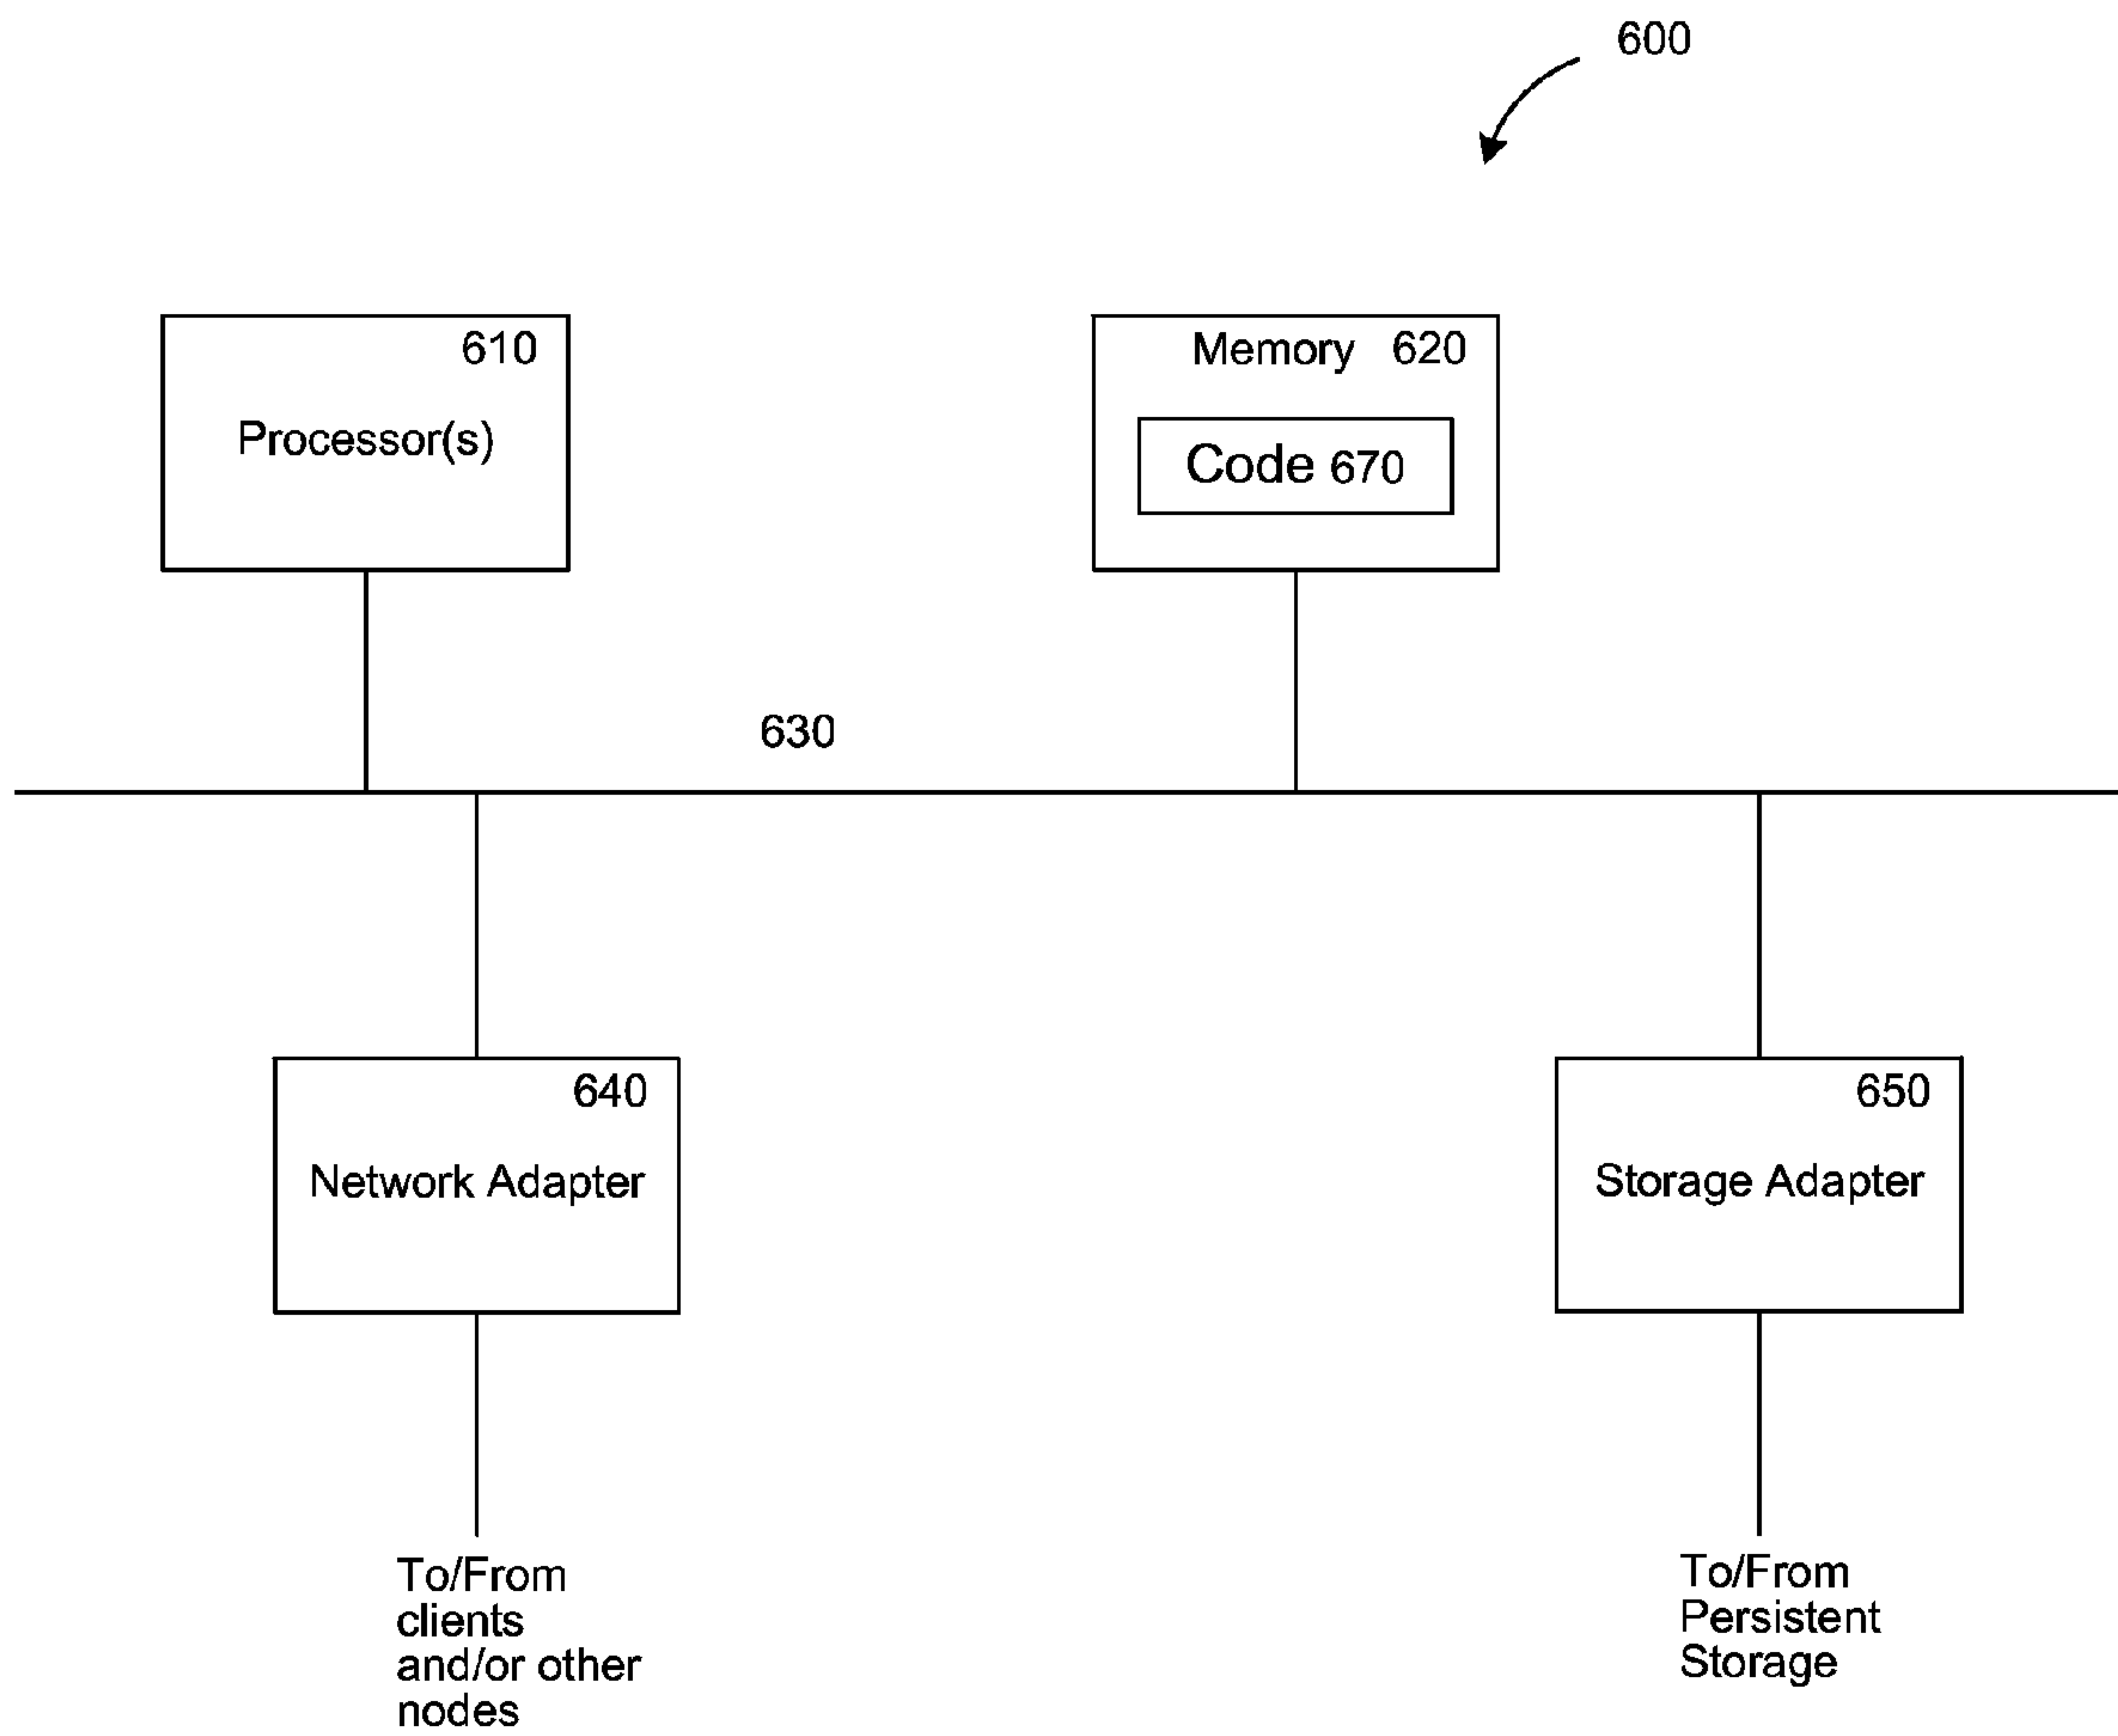 600
610
Processor(s)
Memory 620
Code 670
630
640
Network Adapter
650
Storage Adapter
To/From
clients
and/or other
nodes
To/From
Persistent
Storage